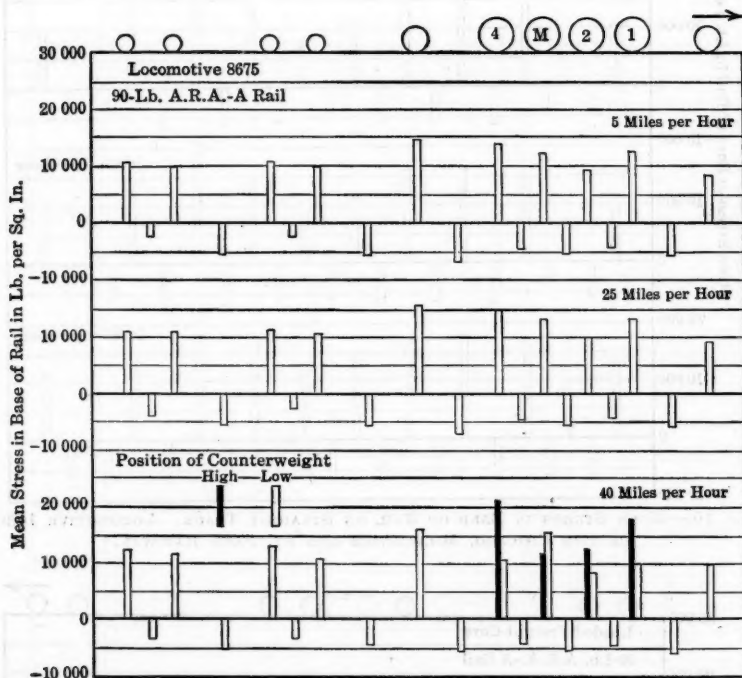 4 M 2 1
30 000
Locomotive 8675
90-Lb. A.R.A.-A Rail
20 000
5 Miles per Hour
10 000
0
-10 000
25 Miles per Hour
10 000
0
-10 000
Position of Counterweight
High Low
20 000
40 Miles per Hour
10 000
0
-10 000
Mean Stress in Base of Rail in Lb. per Sq. In.